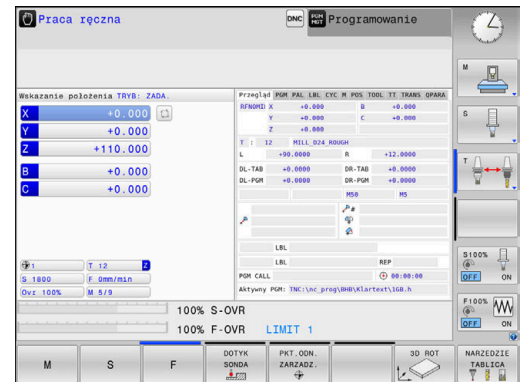 Praca ręczna
DNC
PGM MGT
Programowanie
Wskazanie położenia TRYB: ZADA.
X +0.000
Y +0.000
Z +110.000
B +0.000
C +0.000
1
T 12 Z
S 1800
F 0mm/min
Ovr 100%
M 5/9
Przegląd PGM PAL LBL CYC M POS TOOL TT TRANS QPARA
RFNOMI X +0.000 B +0.000
Y +0.000 C +0.000
Z +0.000
T : 12 MILL_D24_ROUGH
L +90.0000 R +12.0000
DL-TAB +0.0000 DR-TAB +0.0000
DL-PGM +0.0000 DR-PGM +0.0000
M50 M5
P
LBL
LBL REP
PGM CALL 00:00:00
Aktywny PGM: TNC:\nc_prog\BHB\Klartext\1GB.h
100% S-OVR
100% F-OVR LIMIT 1
M
S
T
S100%
OFF ON
F100%
OFF ON
M
S
F
DOTYK SONDA
PKT.ODN. ZARZADZ.
3D ROT
NARZEDZIE TABLICA